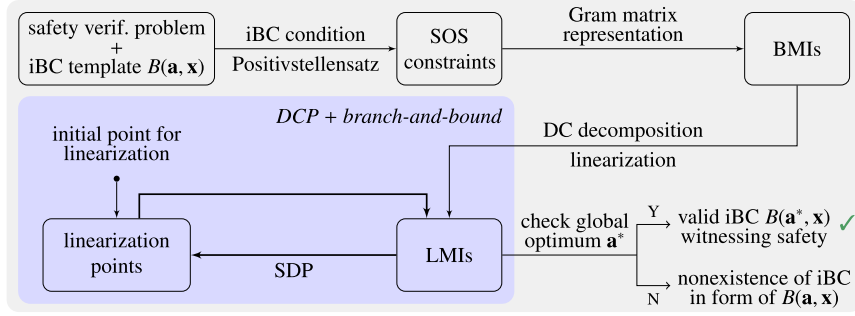 safety verif. problem
+
iBC template B(a, x)
iBC condition
Positivstellensatz
SOS
constraints
Gram matrix
representation
BMIs
DCP + branch-and-bound
DC decomposition
linearization
initial point for
linearization
linearization
points
SDP
LMIs
check global
optimum a*
Y
valid iBC B(a*, x) ✓
witnessing safety
N
nonexistence of iBC
in form of B(a, x)